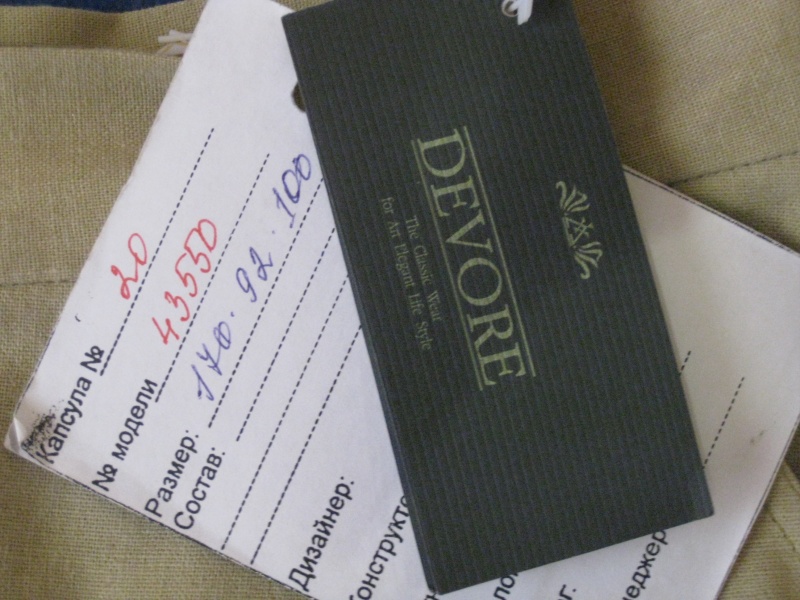 Капсула № 20
№ модели 43550
Размер: 170. 92. 100
Состав:
Дизайнер:
DEVORE
The Classic Wear
for An Elegant Life Style